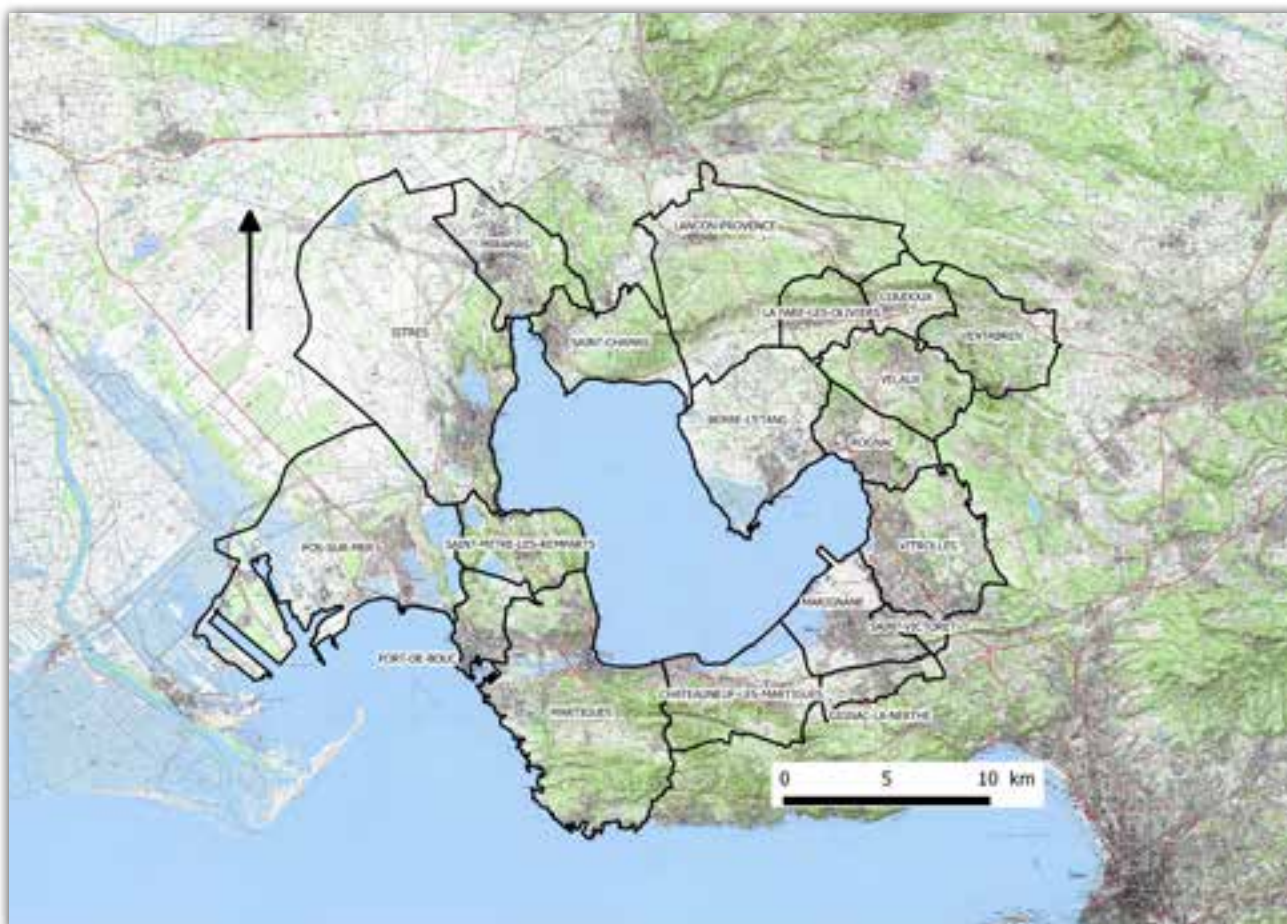 LANCON-PROVENCE
MIRAMAS
COUDOUX
LA FARE-LES-OLIVIERS
ISTRES
VENTABREN
SAINT-CHAMAS
VELAUX
BERRE-L'ETANG
ROGNAC
SAINT-MITRE-LES-REMPARTS
VITROLLES
FOS-SUR-MER
MARIGNANE
SAINT-VICTORET
PORT-DE-BOUC
CHATEAUNEUF-LES-MARTIGUES
MARTIGUES
GIGNAC-LA-NERTHE
0 5 10 km